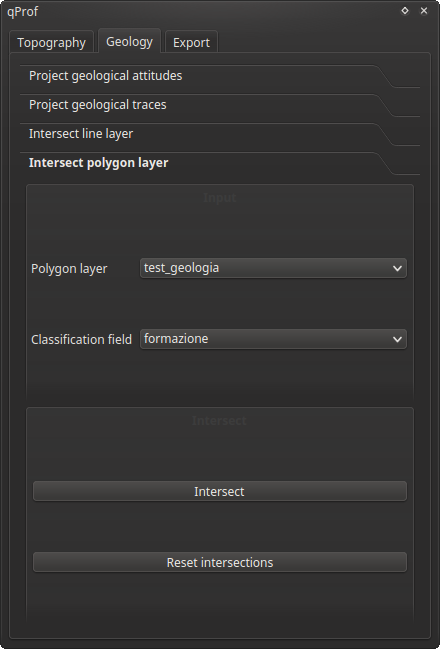 qProf
Topography Geology Export
Project geological attitudes
Project geological traces
Intersect line layer
Intersect polygon layer
Input
Polygon layer test_geologia
Classification field formazione
Intersect
Intersect
Reset intersections